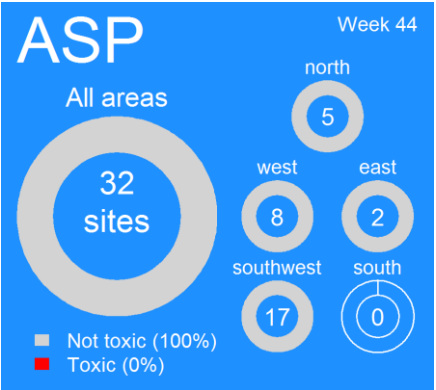 ASP
Week 44
All areas
32
sites
north
5
west
8
east
2
southwest
17
south
0
Not toxic (100%)
Toxic (0%)